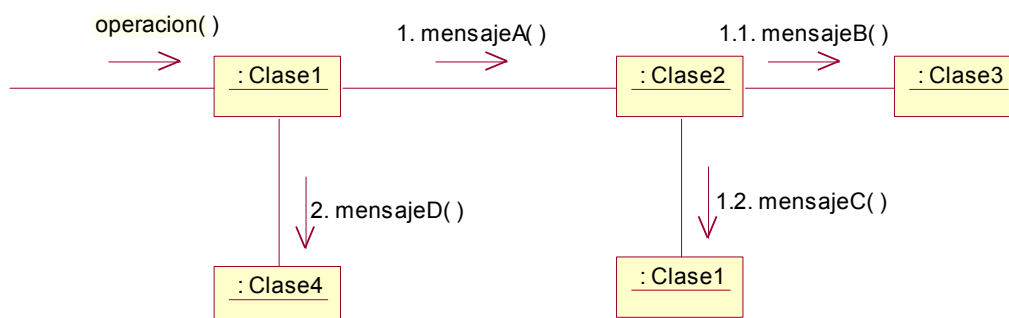 operacion( )
1. mensajeA( )
1.1. mensajeB( )
: Clase1
: Clase2
: Clase3
2. mensajeD( )
1.2. mensajeC( )
: Clase4
: Clase1